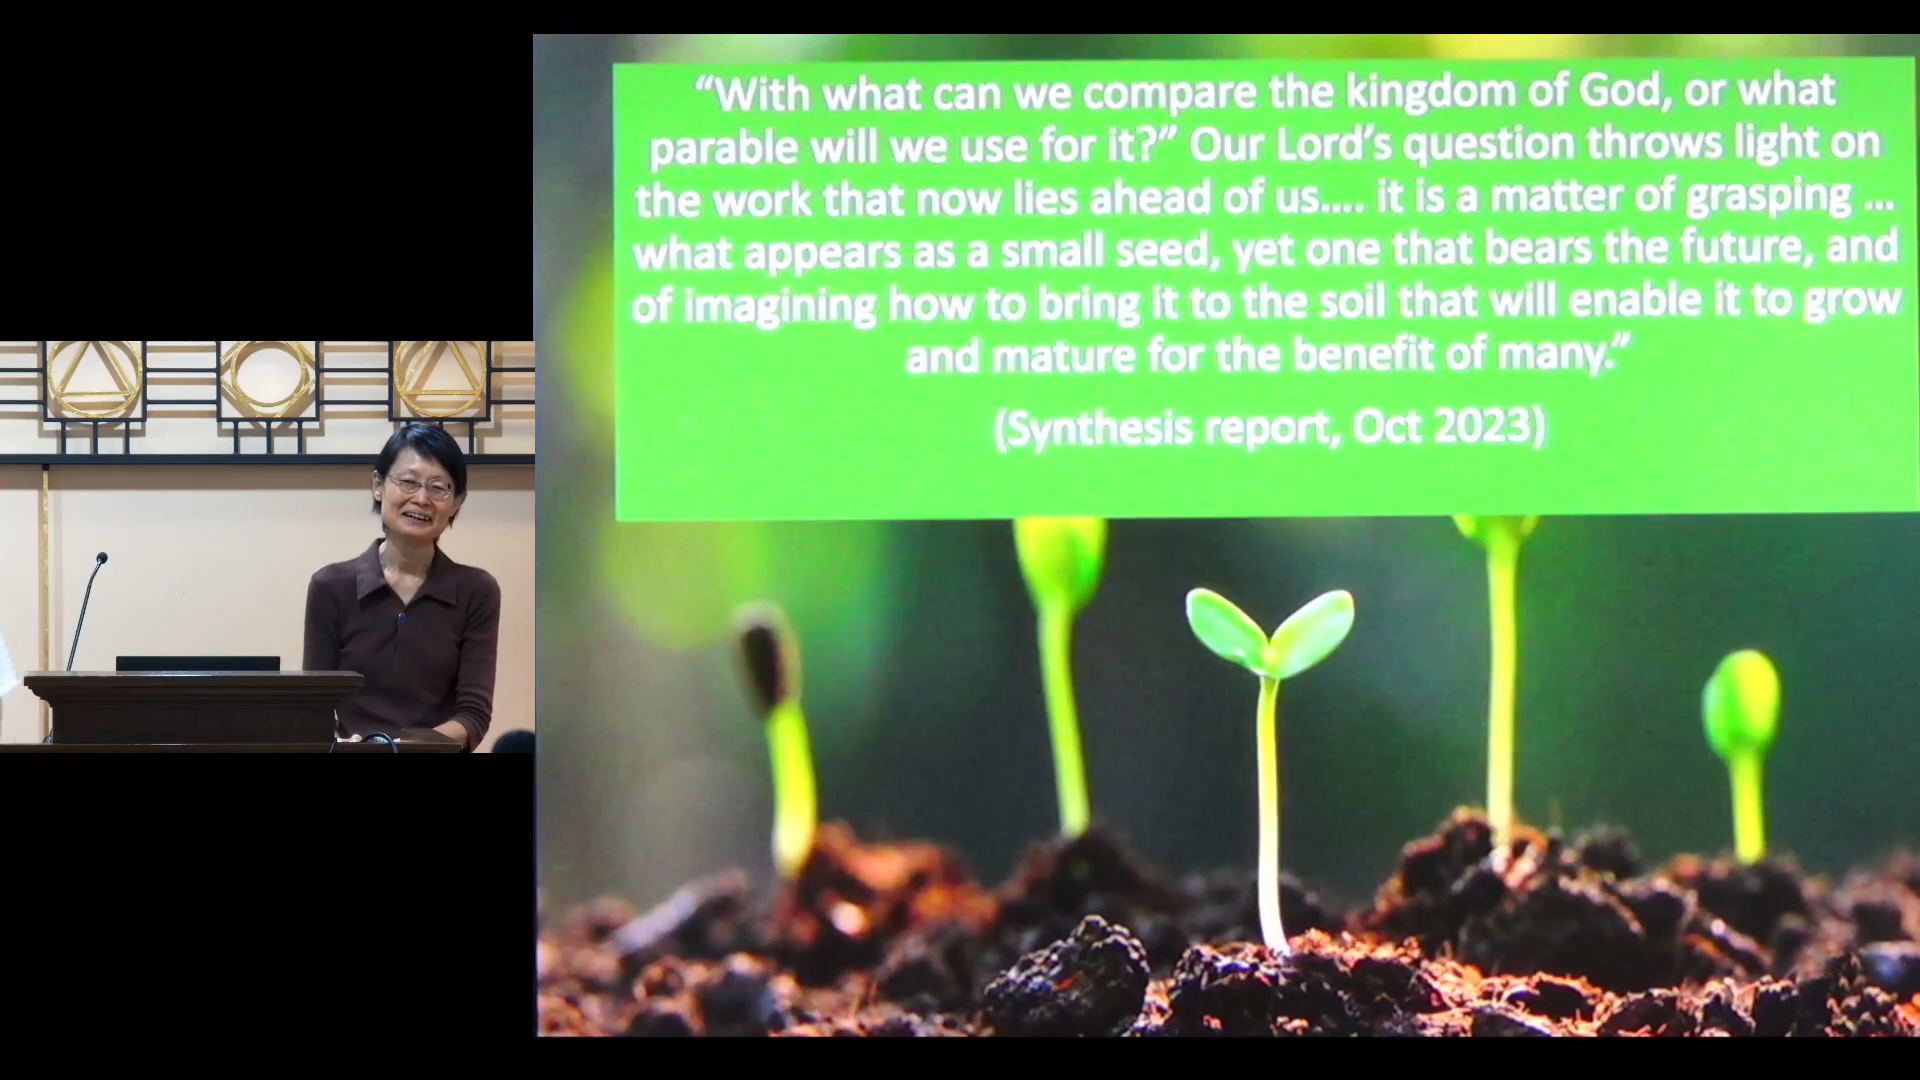 “With what can we compare the kingdom of God, or what
parable will we use for it?” Our Lord’s question throws light on
the work that now lies ahead of us.... it is a matter of grasping ...
what appears as a small seed, yet one that bears the future, and
of imagining how to bring it to the soil that will enable it to grow
and mature for the benefit of many.”
(Synthesis report, Oct 2023)